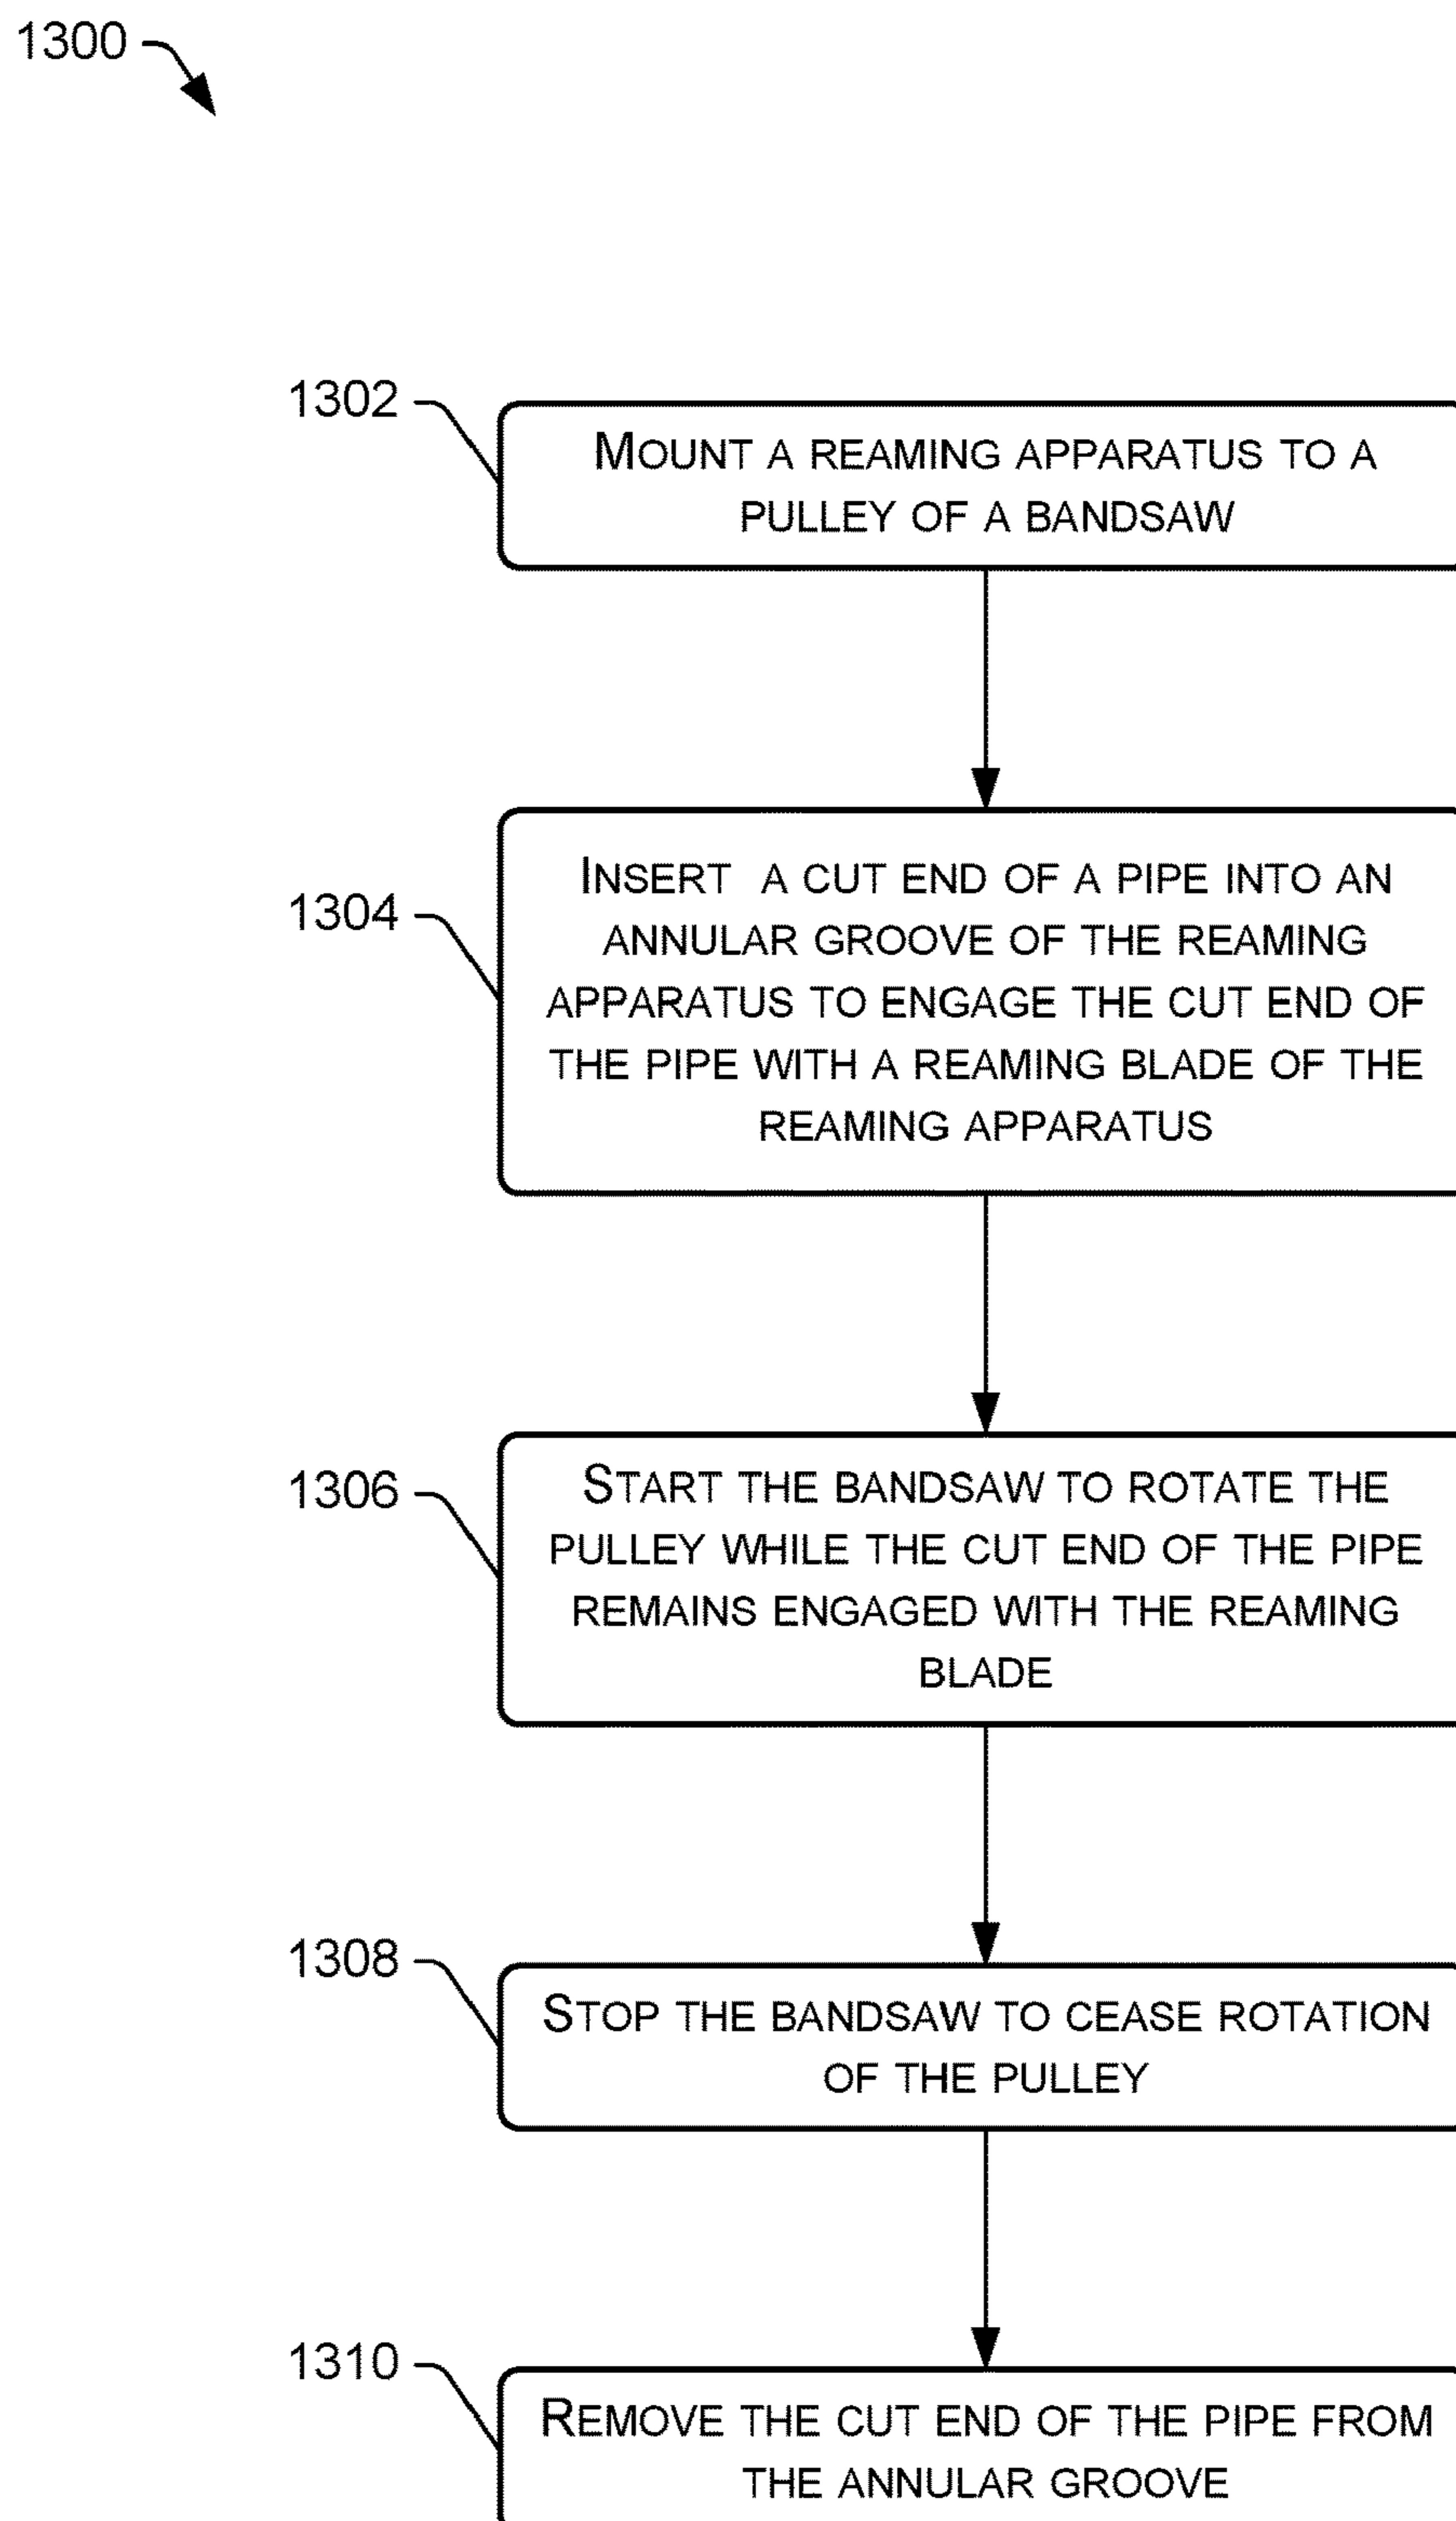 1300
1302
MOUNT A REAMING APPARATUS TO A
PULLEY OF A BANDSAW
1304
INSERT A CUT END OF A PIPE INTO AN
ANNULAR GROOVE OF THE REAMING
APPARATUS TO ENGAGE THE CUT END OF
THE PIPE WITH A REAMING BLADE OF THE
REAMING APPARATUS
1306
START THE BANDSAW TO ROTATE THE
PULLEY WHILE THE CUT END OF THE PIPE
REMAINS ENGAGED WITH THE REAMING
BLADE
1308
STOP THE BANDSAW TO CEASE ROTATION
OF THE PULLEY
1310
REMOVE THE CUT END OF THE PIPE FROM
THE ANNULAR GROOVE